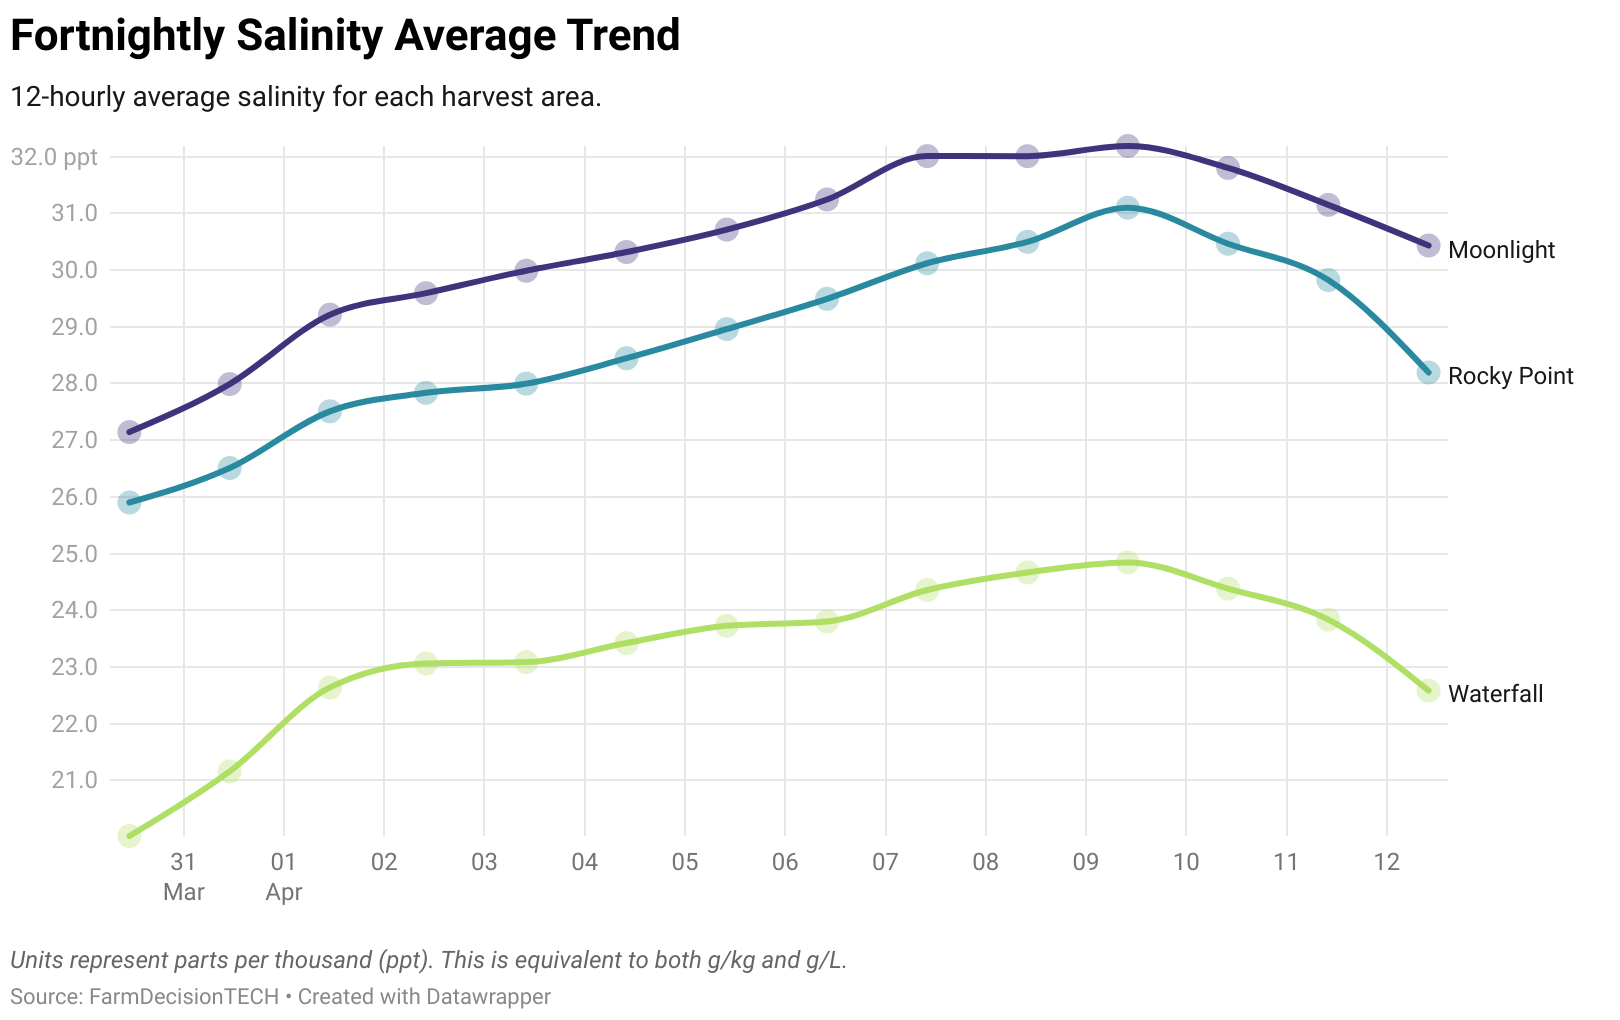 Fortnightly Salinity Average Trend
12-hourly average salinity for each harvest area.
32.0 ppt
31.0
30.0
29.0
28.0
27.0
26.0
25.0
24.0
23.0
22.0
21.0
Moonlight
Rocky Point
Waterfall
31 01 02 03 04 05 06 07 08 09 10 11 12
Mar Apr
Units represent parts per thousand (ppt). This is equivalent to both g/kg and g/L.
Source: FarmDecisionTECH • Created with Datawrapper